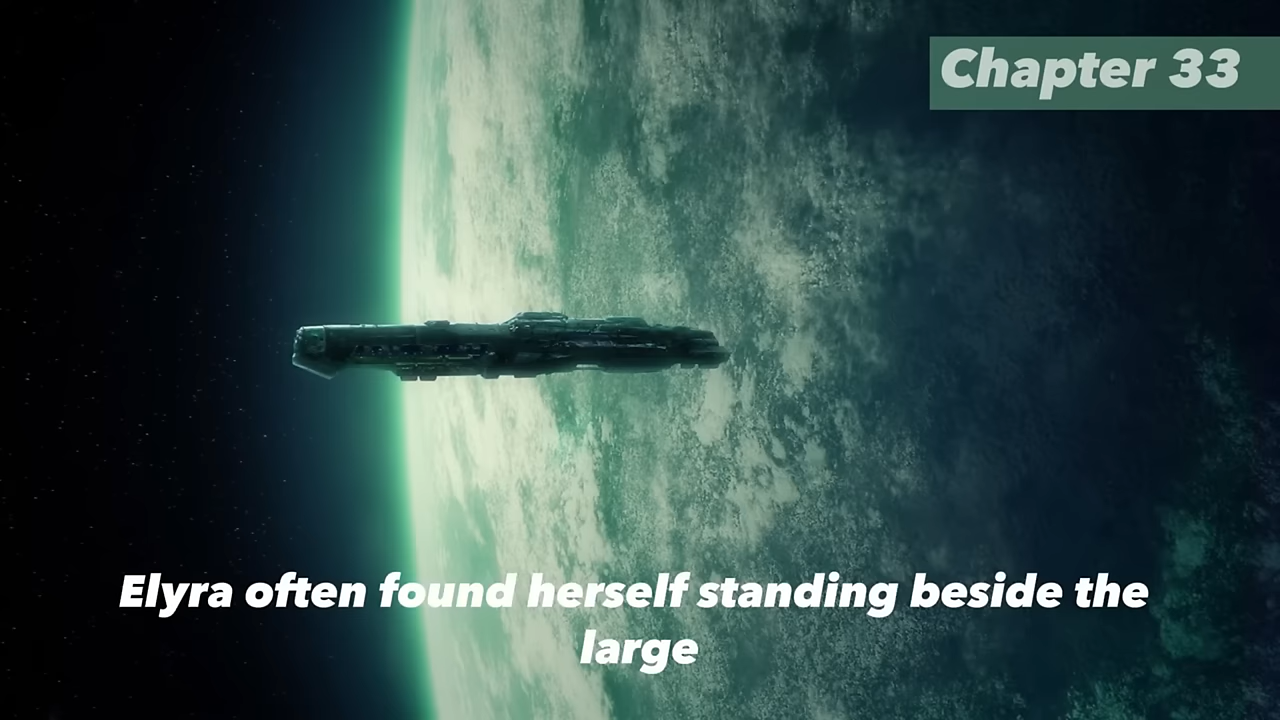 Chapter 33
Elyra often found herself standing beside the
large